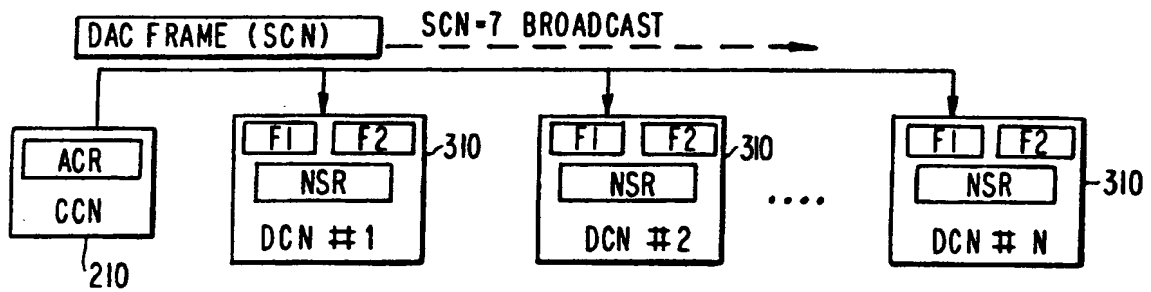 DAC FRAME (SCN)
SCN=7 BROADCAST
ACR
CCN
210
F1 F2
NSR
DCN #1
310
F1 F2
NSR
DCN #2
310
....
F1 F2
NSR
DCN # N
310